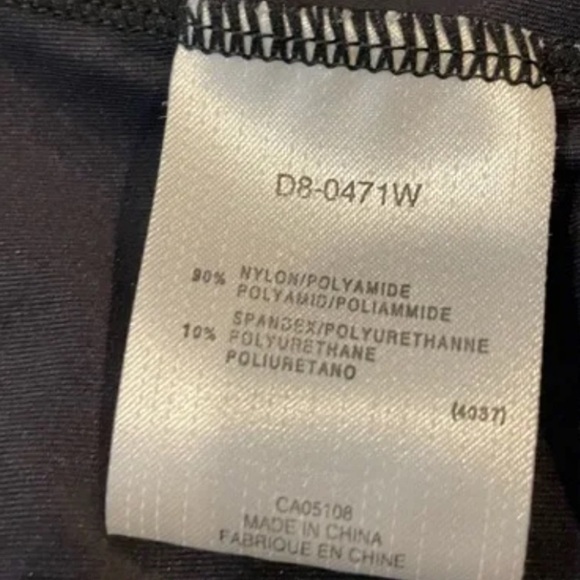 D8-0471W
90% NYLON/POLYAMIDE
POLYAMID/POLIAMMIDE
SPANDEX/POLYURETHANNE
10% POLYURETHANE
POLIURETANO
(4037)
CA05108
MADE IN CHINA
FABRIQUE EN CHINE